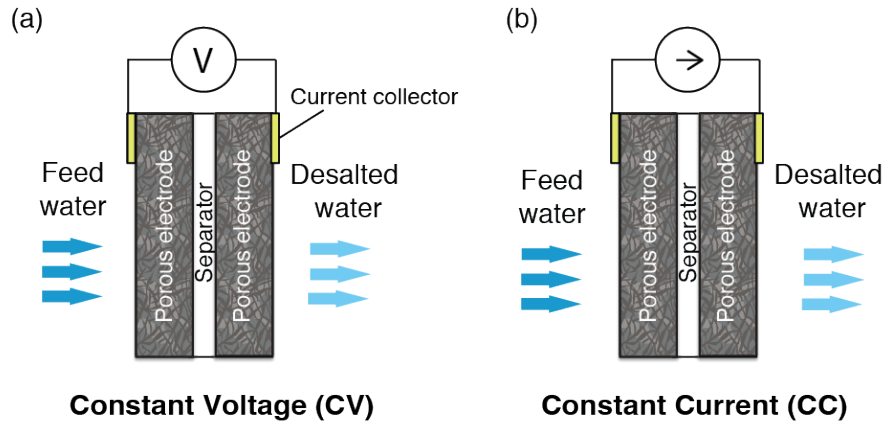 (a)
V
Current collector
Feed
water
Porous electrode
Separator
Porous electrode
Desalted
water
Constant Voltage (CV)
(b)
Feed
water
Porous electrode
Separator
Porous electrode
Desalted
water
Constant Current (CC)